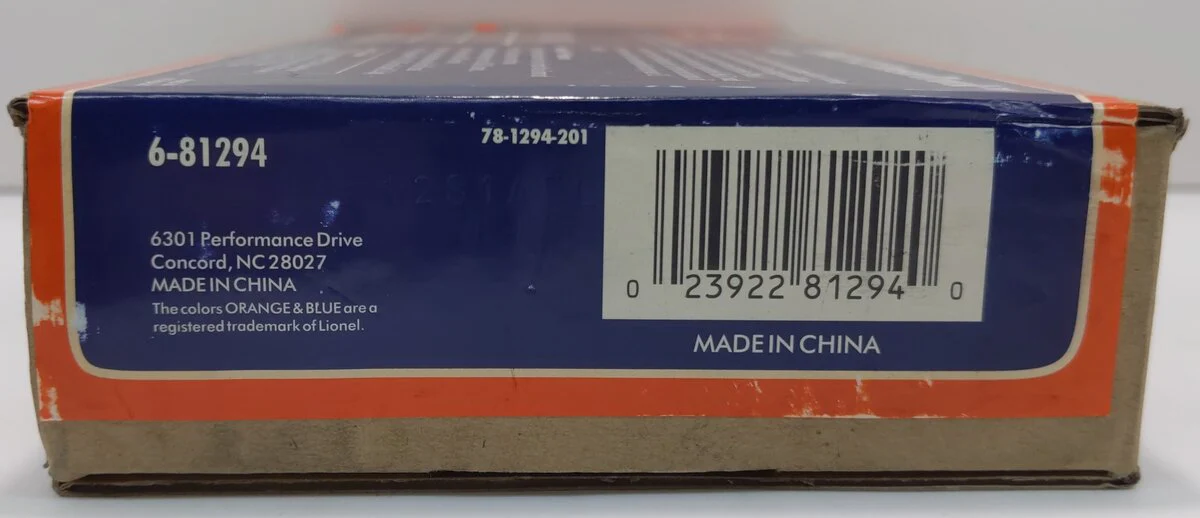 6-81294
78-1294-201
6301 Performance Drive
Concord, NC 28027
MADE IN CHINA
The colors ORANGE & BLUE are a
registered trademark of Lionel.
0 23922 81294 0
MADE IN CHINA